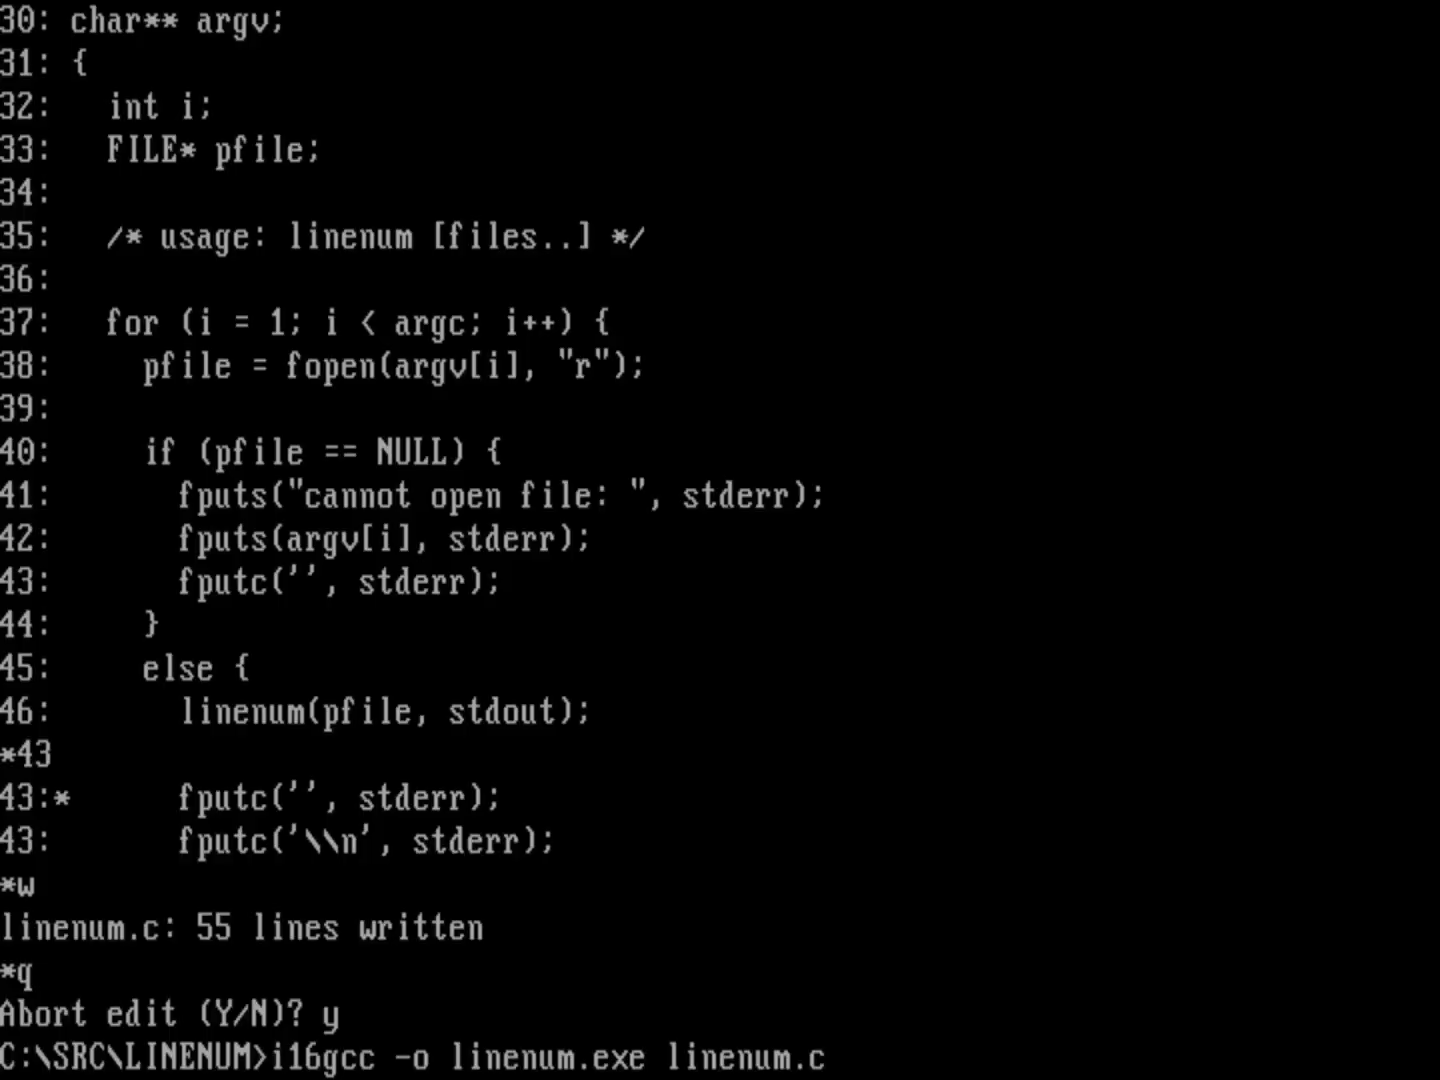 30: char** argv;
31: {
32:   int i;
33:   FILE* pfile;
34:
35:   /* usage: linenum [files..] */
36:
37:   for (i = 1; i < argc; i++) {
38:     pfile = fopen(argv[i], "r");
39:
40:     if (pfile == NULL) {
41:       fputs("cannot open file: ", stderr);
42:       fputs(argv[i], stderr);
43:       fputc('', stderr);
44:     }
45:     else {
46:       linenum(pfile, stdout);
*43
43:*      fputc('', stderr);
43:       fputc('\\n', stderr);
*w
linenum.c: 55 lines written
*q
Abort edit (Y/N)? y
C:\SRC\LINENUM>i16gcc -o linenum.exe linenum.c